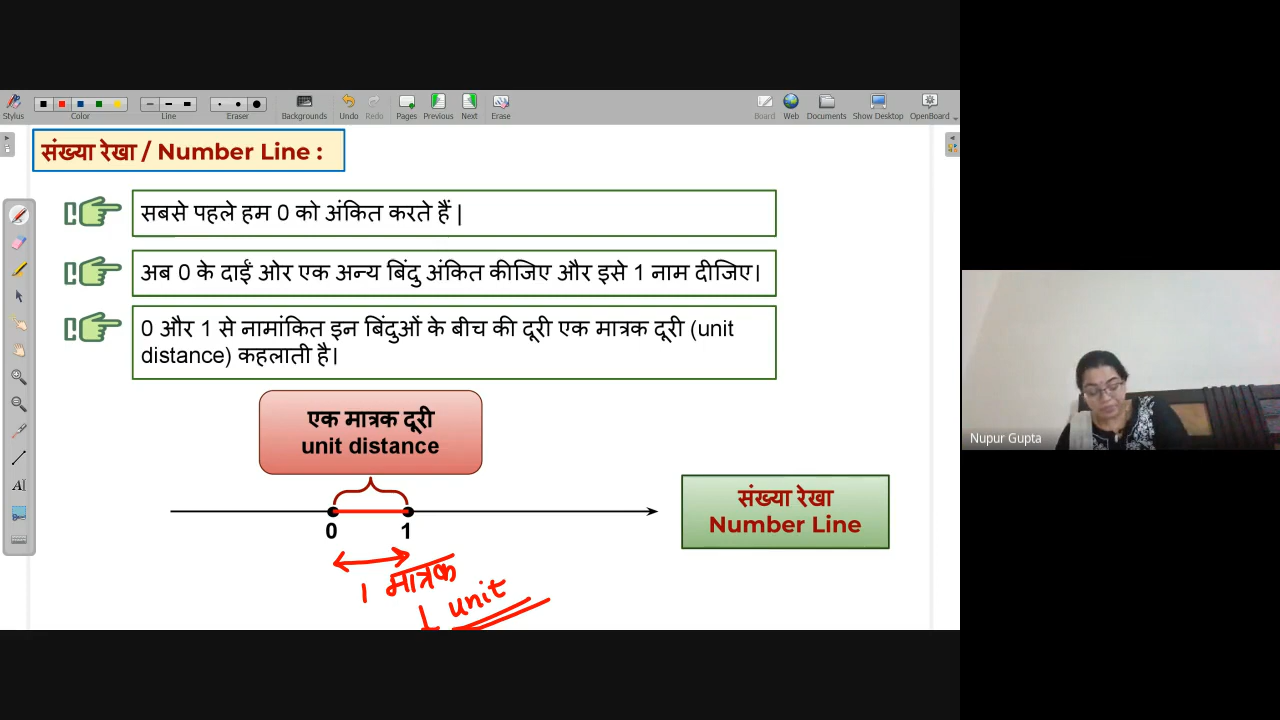 Stylus
Color
Line
Eraser
Backgrounds
Undo
Redo
Pages
Previous
Next
Erase
Board
Web
Documents
Show Desktop
OpenBoard
संख्या रेखा / Number Line :
सबसे पहले हम 0 को अंकित करते हैं |
अब 0 के दाईं ओर एक अन्य बिंदु अंकित कीजिए और इसे 1 नाम दीजिए।
0 और 1 से नामांकित इन बिंदुओं के बीच की दूरी एक मात्रक दूरी (unit
distance) कहलाती है।
एक मात्रक दूरी
unit distance
0
1
संख्या रेखा
Number Line
1 मात्रक
1 unit
Nupur Gupta